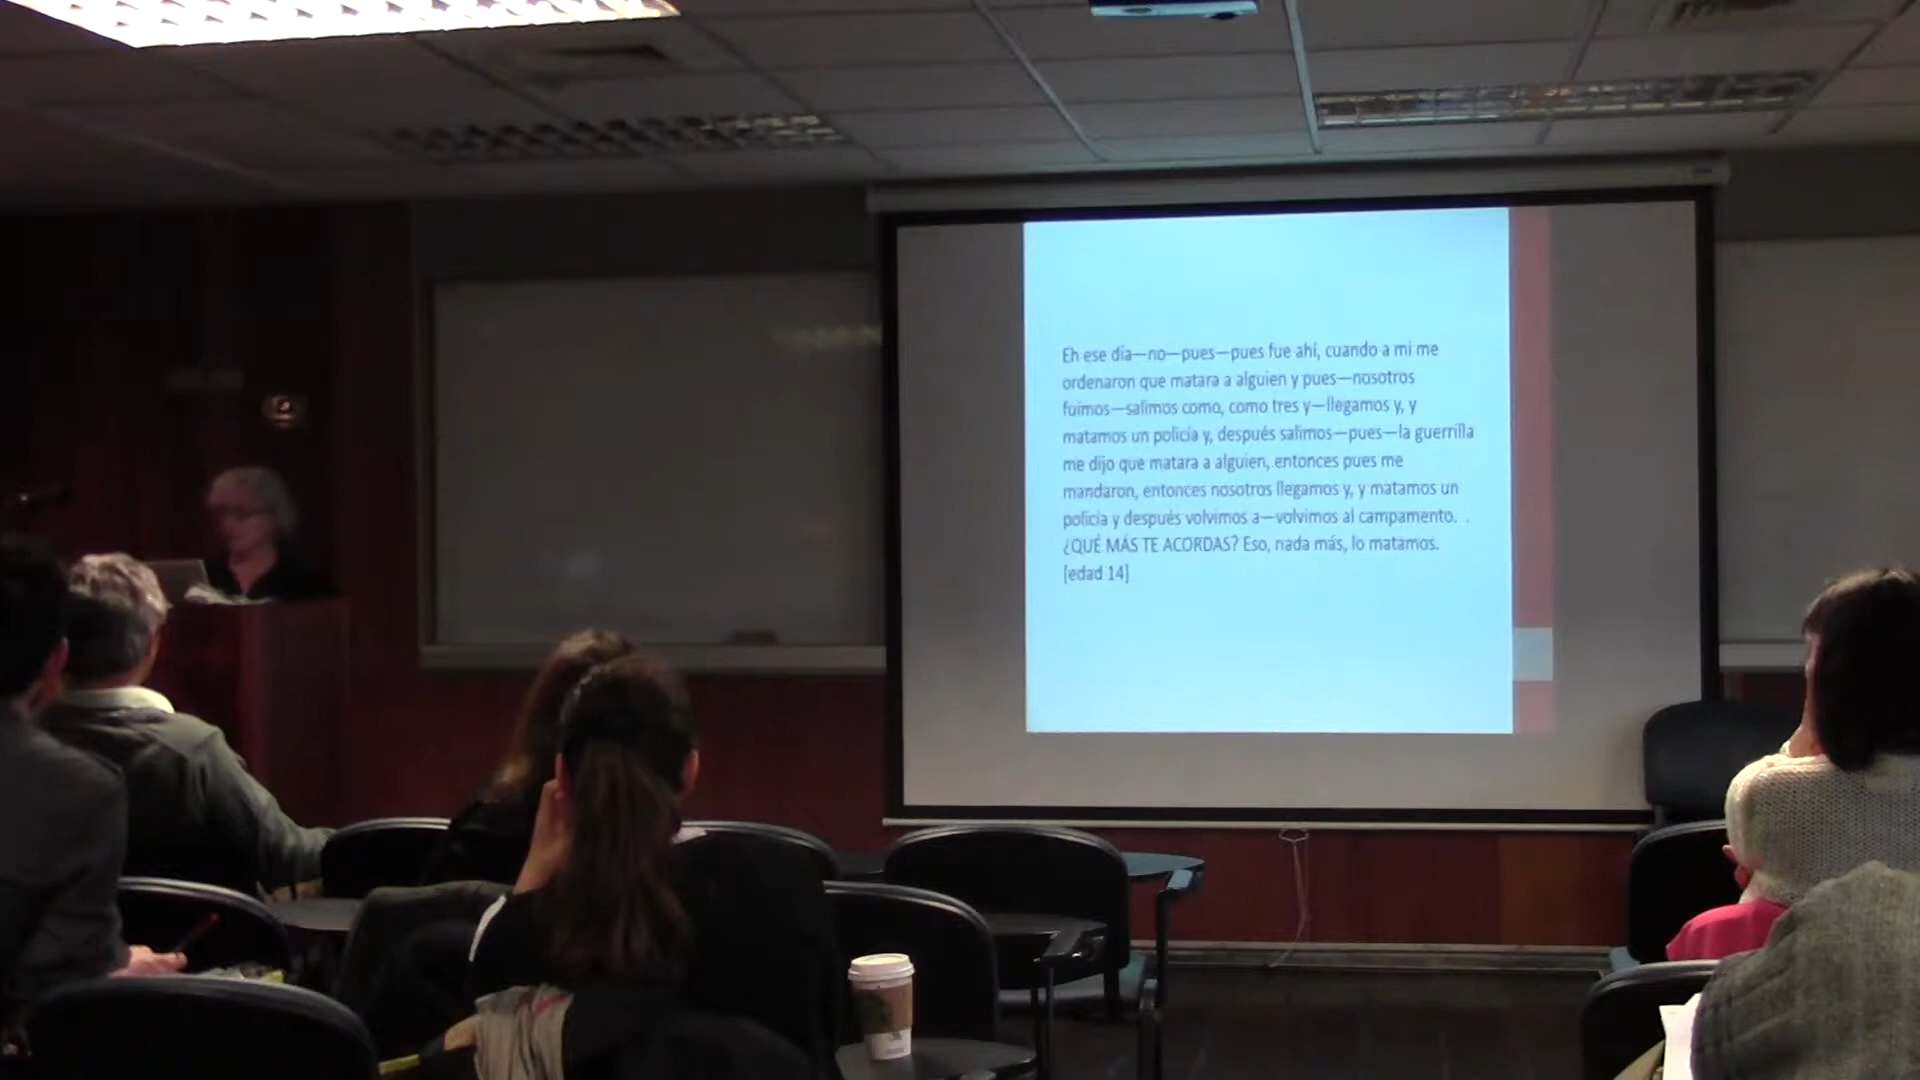 Eh ese día—no—pues—pues fue ahí, cuando a mi me
ordenaron que matara a alguien y pues—nosotros
fuimos—salimos como, como tres y—llegamos y, y
matamos un policía y, después salimos—pues—la guerrilla
me dijo que matara a alguien, entonces pues me
mandaron, entonces nosotros llegamos y, y matamos un
policía y después volvimos a—volvimos al campamento. .
¿QUÉ MÁS TE ACORDAS? Eso, nada más, lo matamos.
[edad 14]